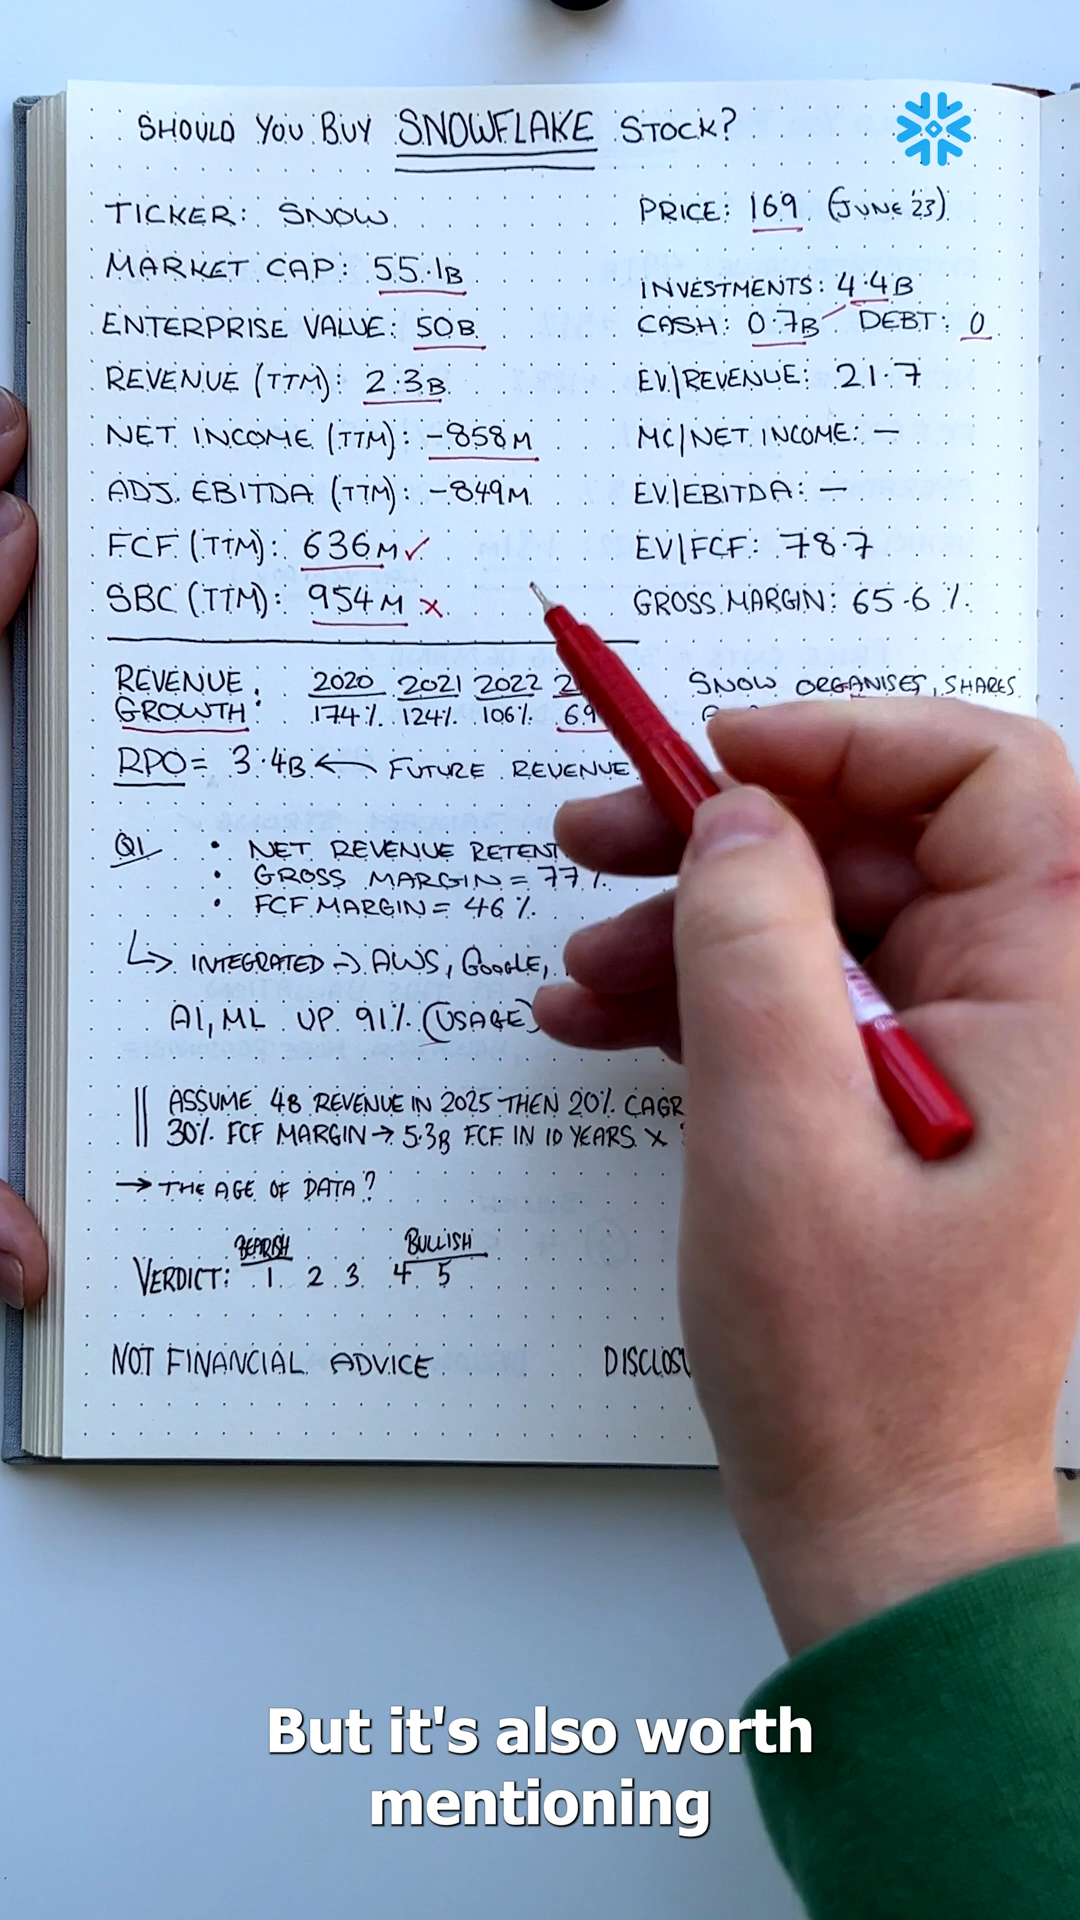 SHOULD YOU BUY SNOWFLAKE STOCK?
TICKER: SNOW
PRICE: 169 (JUNE '23)
MARKET CAP: 55.1B
INVESTMENTS: 4.4B
ENTERPRISE VALUE: 50B
CASH: 0.7B DEBT: 0
REVENUE (TTM): 2.3B
EV/REVENUE: 21.7
NET INCOME (TTM): -858M
MC/NET INCOME: —
ADJ. EBITDA (TTM): -849M
EV/EBITDA: —
FCF (TTM): 636M ✓
EV/FCF: 78.7
SBC (TTM): 954M x
GROSS MARGIN: 65.6%
REVENUE GROWTH:
2020 2021 2022 2
174% 124% 106% 69
SNOW ORGANISES, SHARES
RPO = 3.4B ← FUTURE REVENUE
Q1
• NET REVENUE RETENT
• GROSS MARGIN = 77%
• FCF MARGIN = 46%
↳ INTEGRATED → AWS, GOOGLE,
AI, ML UP 91% (USAGE)
ASSUME 4B REVENUE IN 2025 THEN 20% CAGR
30% FCF MARGIN → 5.3B FCF IN 10 YEARS x
→ THE AGE OF DATA?
BEARISH BULLISH
VERDICT: 1 2 3 4 5
NOT FINANCIAL ADVICE
DISCLOSU
But it's also worth
mentioning